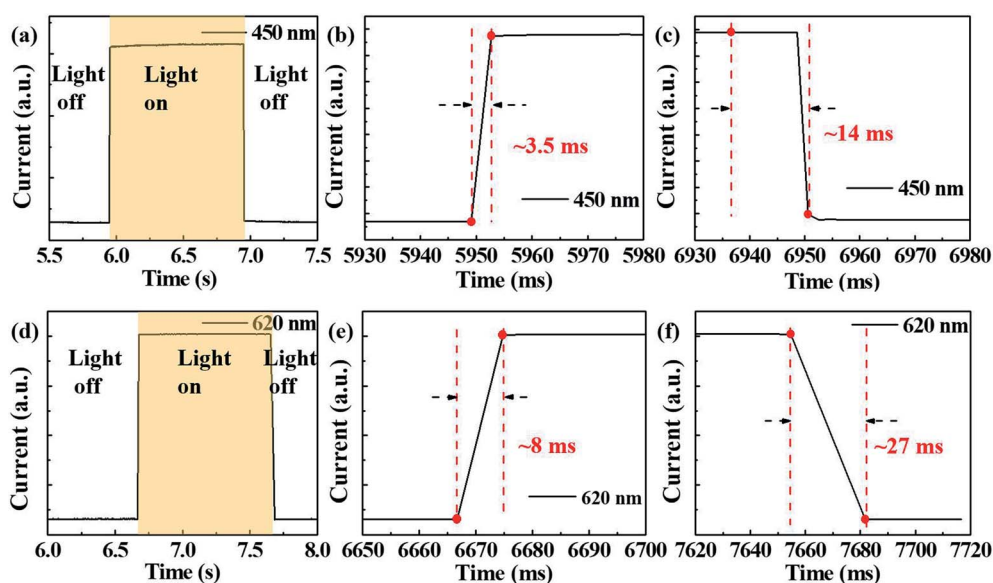 (a)
450 nm
Light
off
Light
on
Light
off
Current (a.u.)
5.5 6.0 6.5 7.0 7.5
Time (s)
(b)
~3.5 ms
450 nm
Current (a.u.)
5930 5940 5950 5960 5970 5980
Time (ms)
(c)
~14 ms
450 nm
Current (a.u.)
6930 6940 6950 6960 6970 6980
Time (ms)
(d)
620 nm
Light
off
Light
on
Light
off
Current (a.u.)
6.0 6.5 7.0 7.5 8.0
Time (s)
(e)
~8 ms
620 nm
Current (a.u.)
6650 6660 6670 6680 6690 6700
Time (ms)
(f)
620 nm
~27 ms
Current (a.u.)
7620 7640 7660 7680 7700 7720
Time (ms)